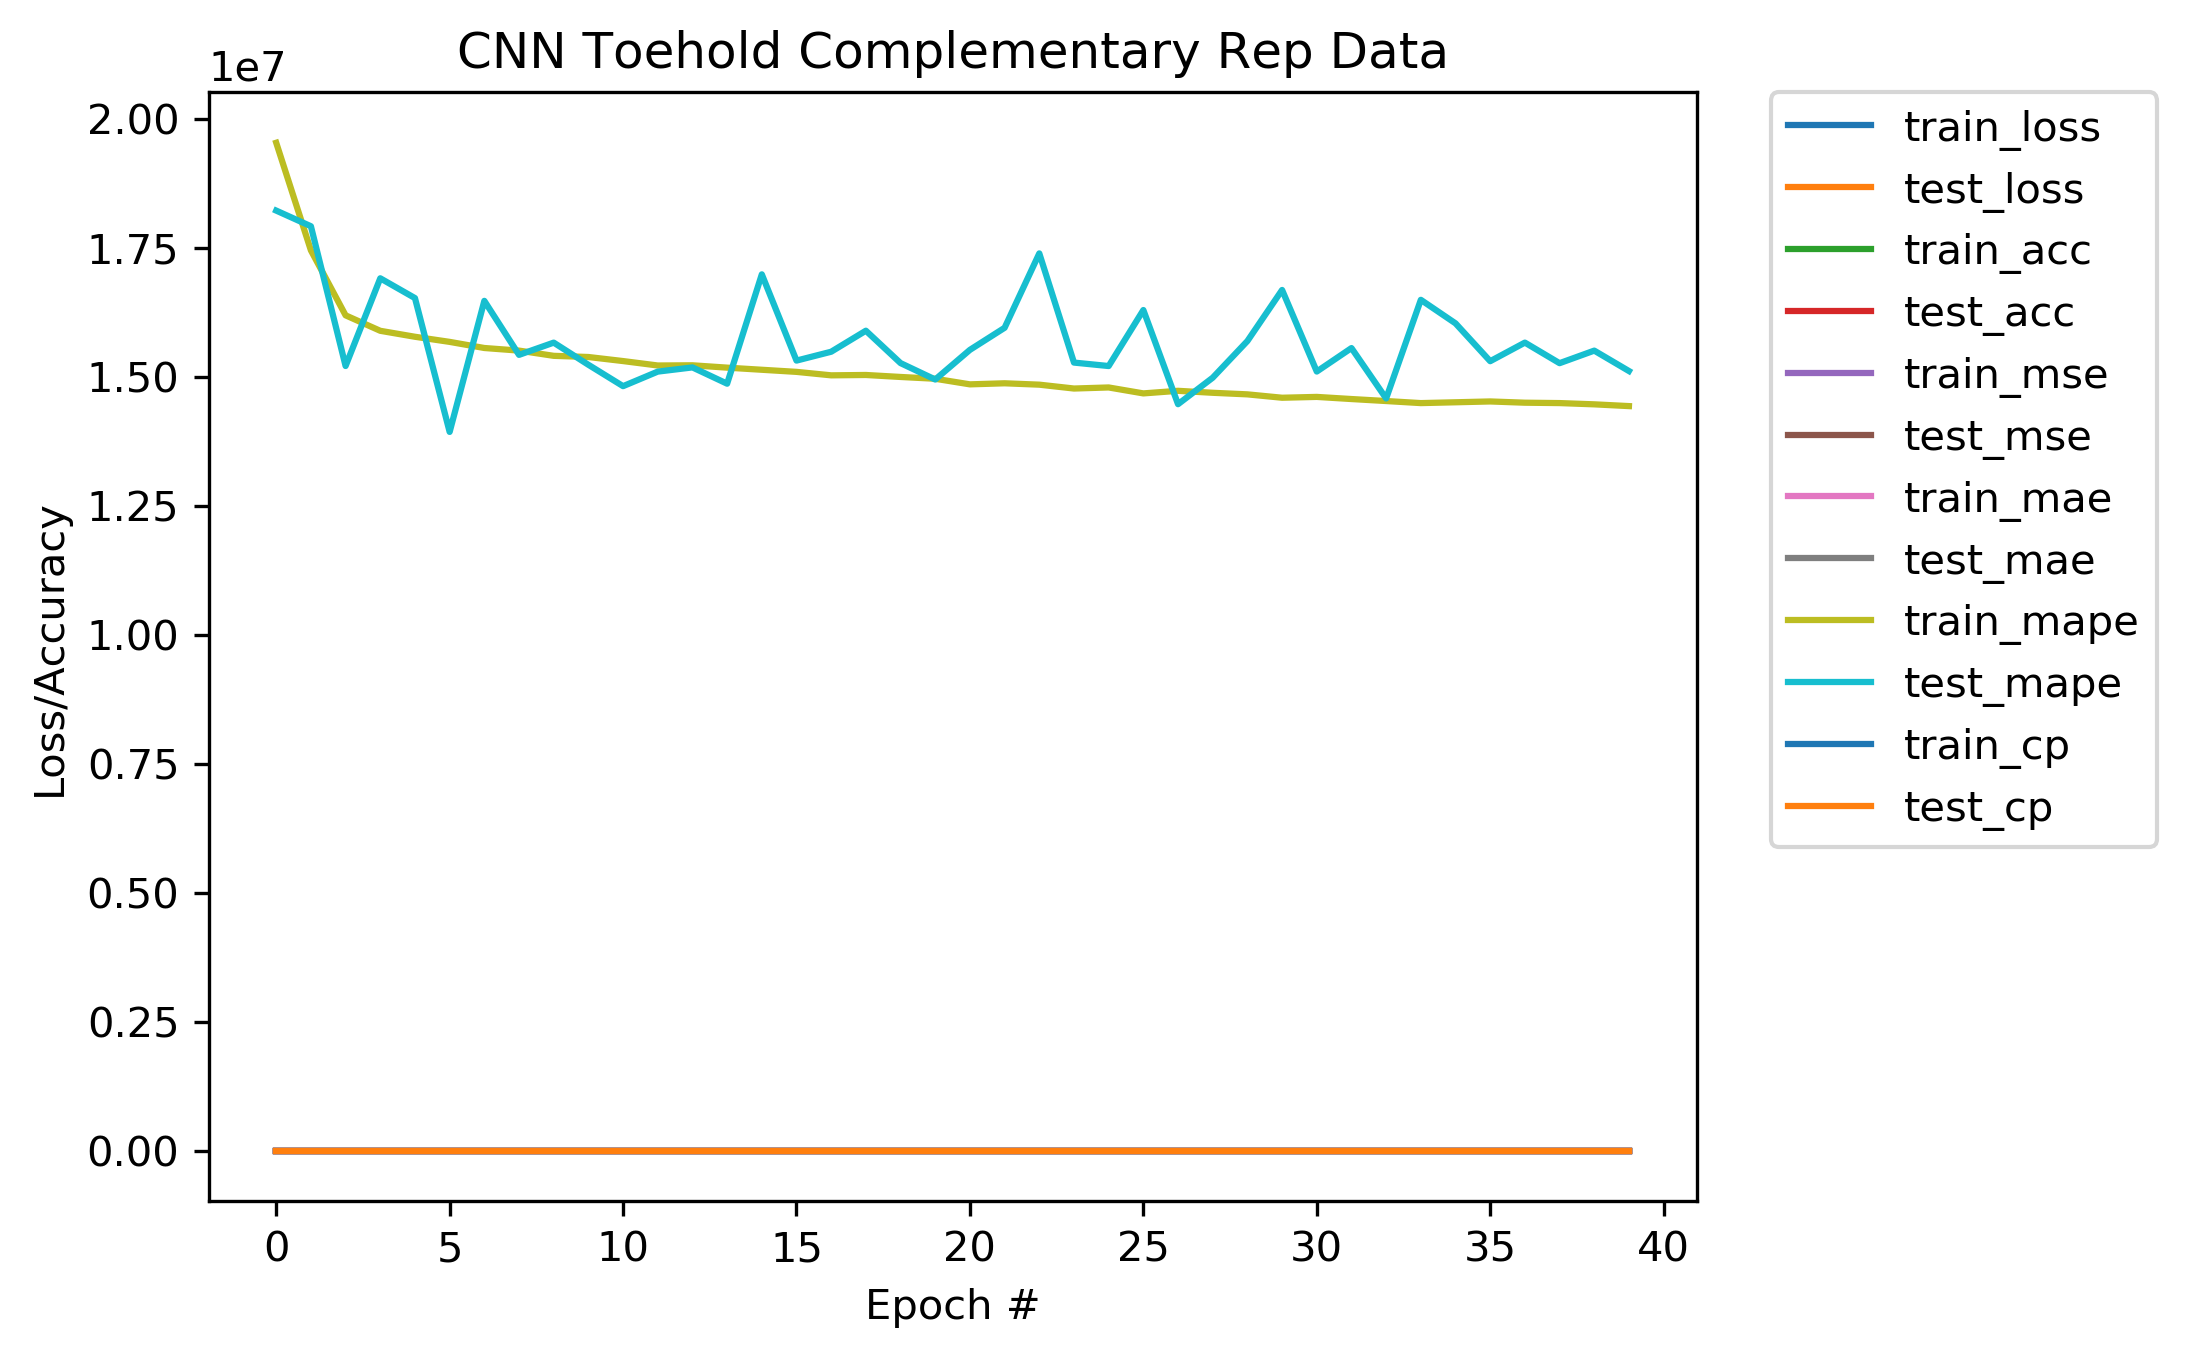 CNN Toehold Complementary Rep Data
1e7
2.00
1.75
1.50
1.25
1.00
0.75
0.50
0.25
0.00
Loss/Accuracy
0 5 10 15 20 25 30 35 40
Epoch #
train_loss
test_loss
train_acc
test_acc
train_mse
test_mse
train_mae
test_mae
train_mape
test_mape
train_cp
test_cp